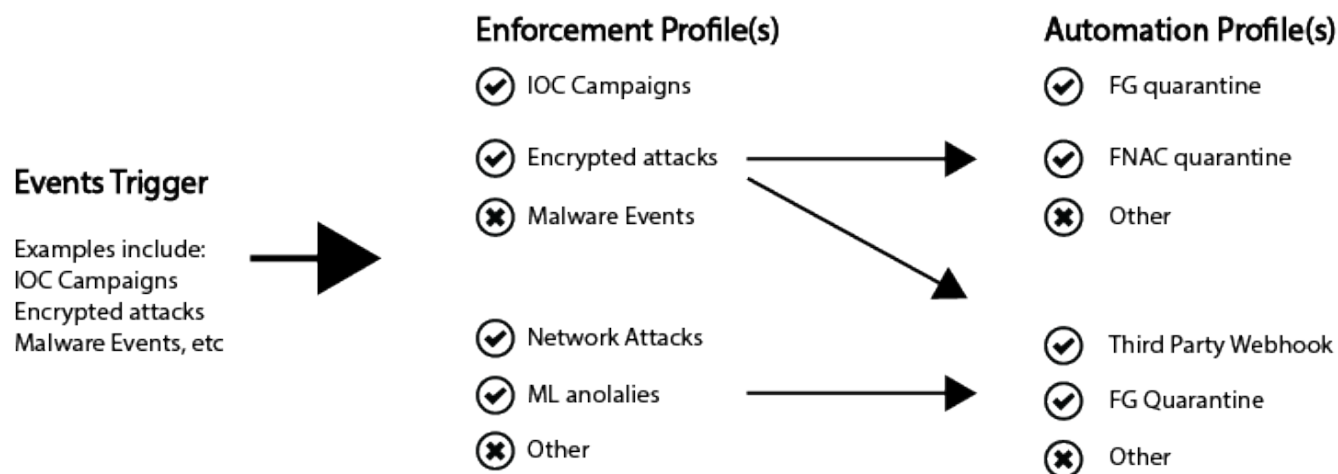 Events Trigger
Examples include:
IOC Campaigns
Encrypted attacks
Malware Events, etc
Enforcement Profile(s)
IOC Campaigns
Encrypted attacks
Malware Events
Network Attacks
ML anolalies
Other
Automation Profile(s)
FG quarantine
FNAC quarantine
Other
Third Party Webhook
FG Quarantine
Other